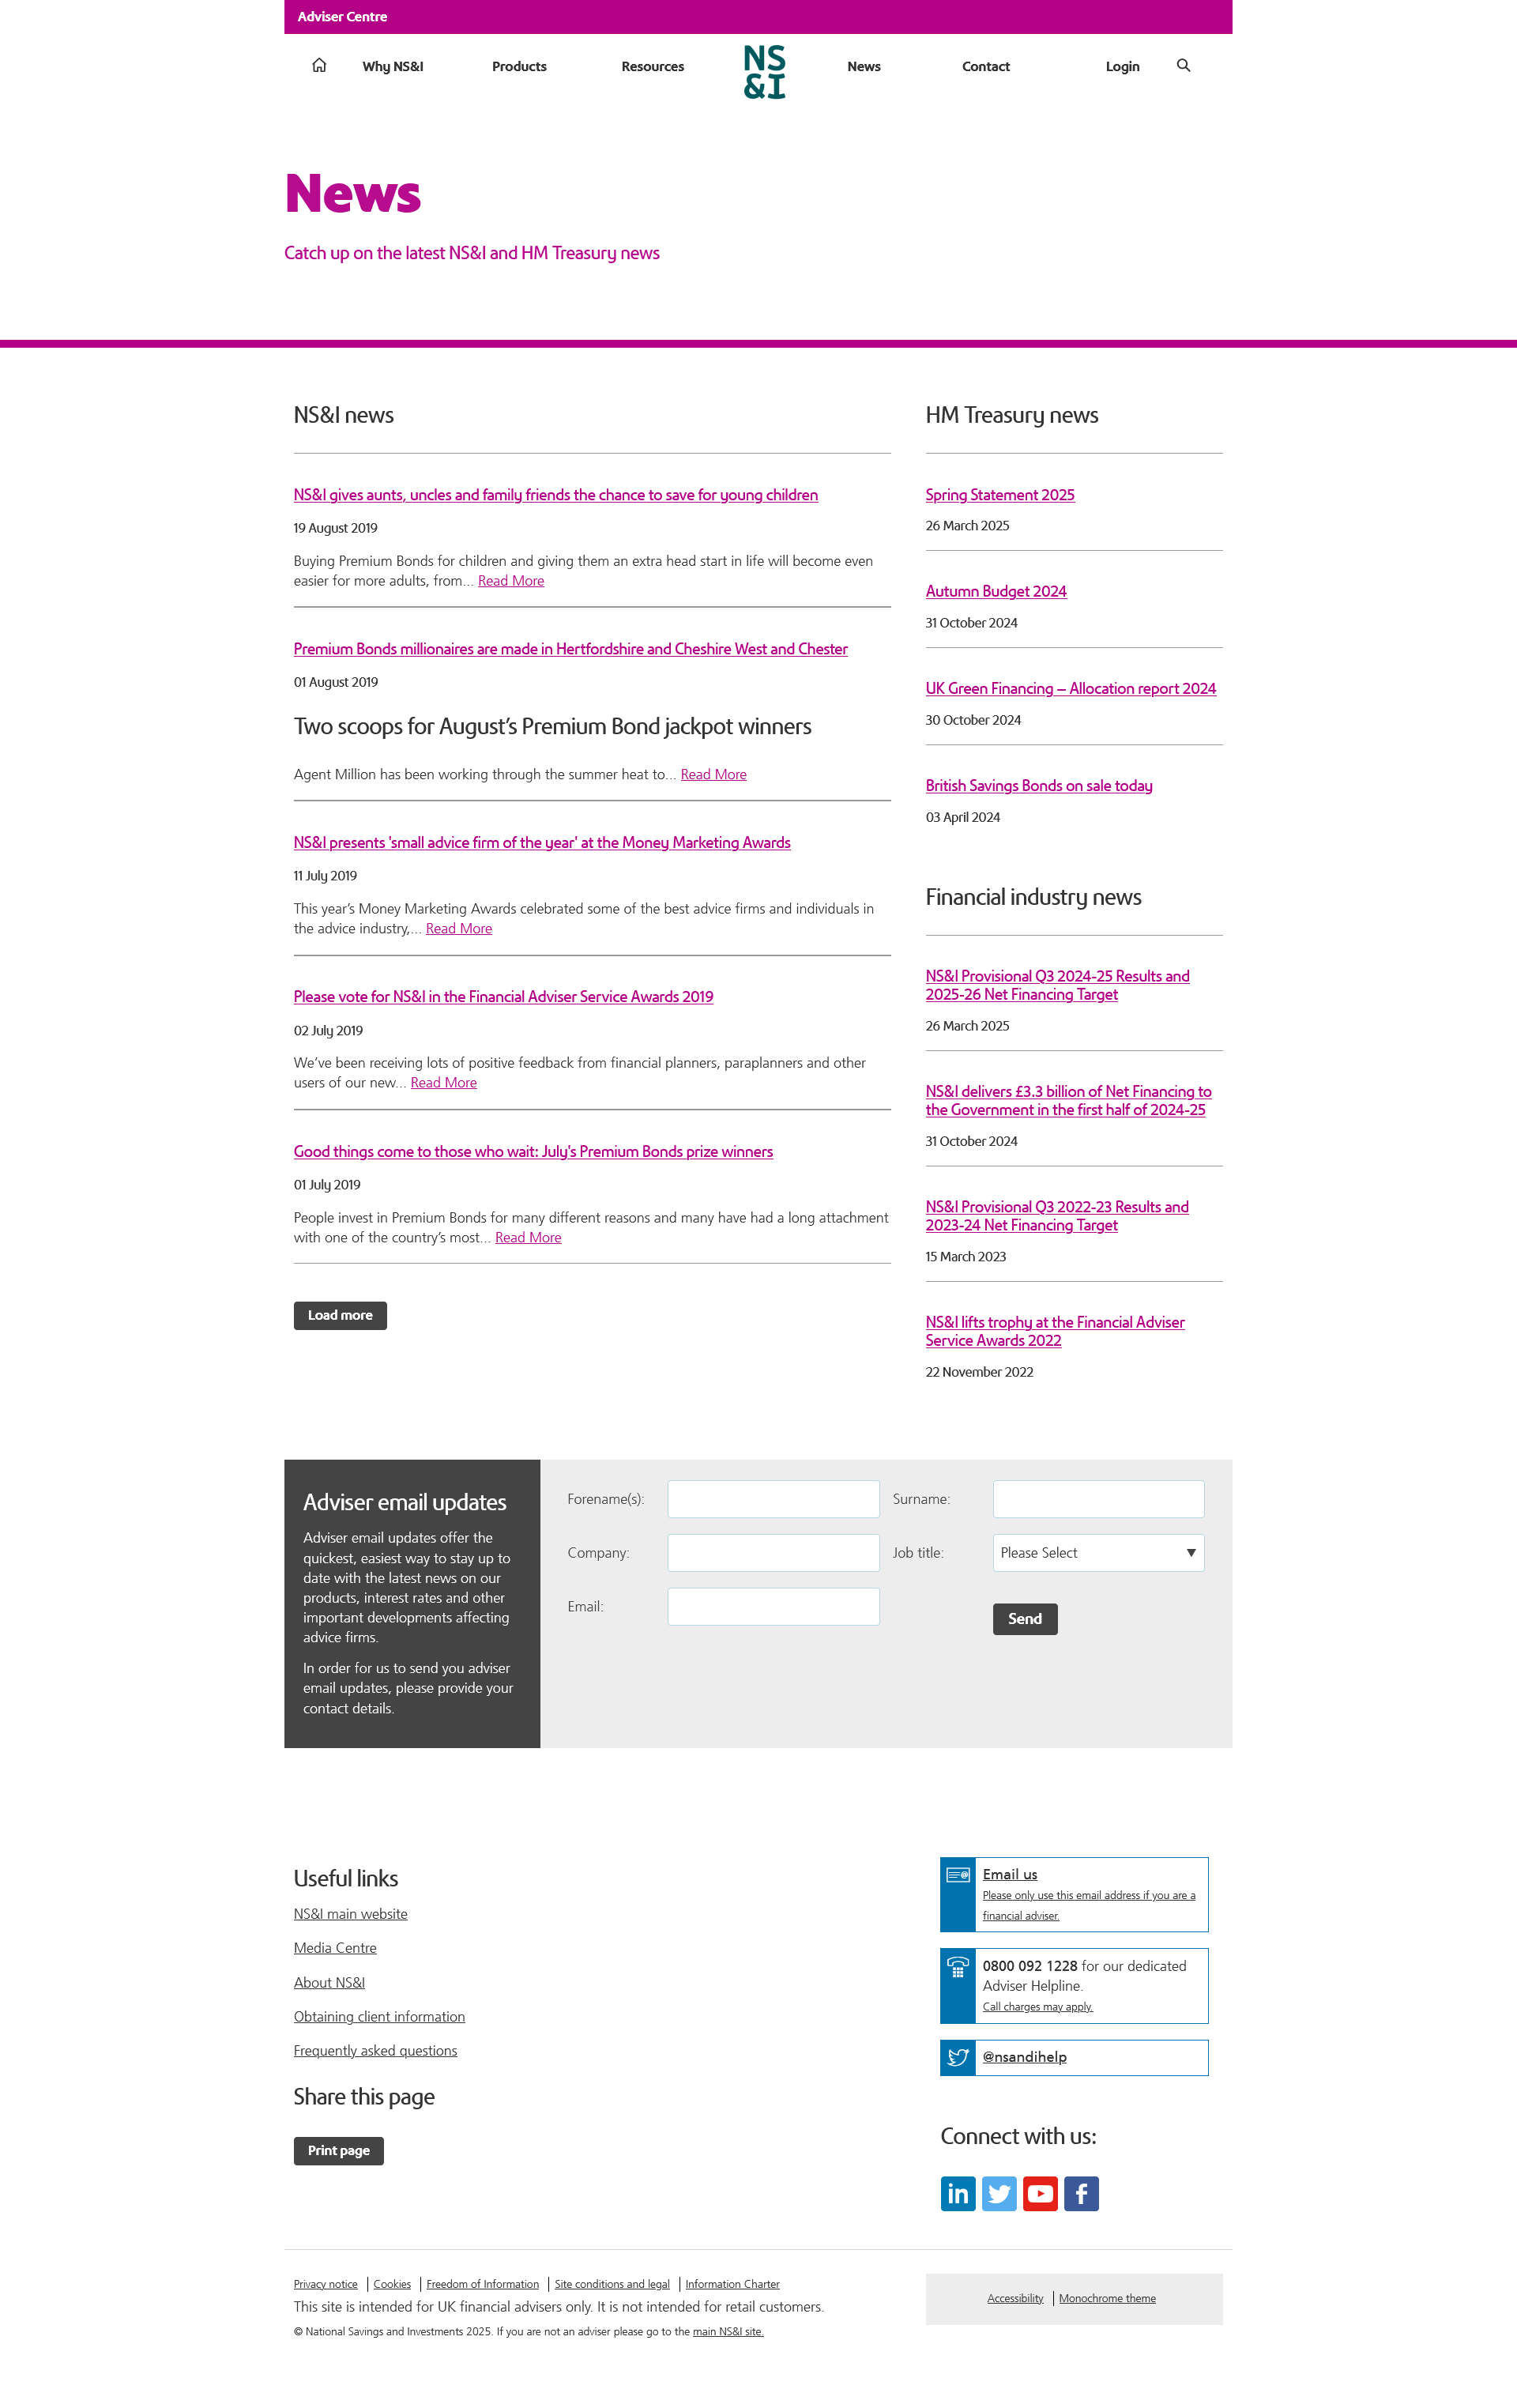 Adviser Centre
Why NS&I
Products
Resources
NS
&I
News
Contact
Login
News
Catch up on the latest NS&I and HM Treasury news
NS&I news
NS&I gives aunts, uncles and family friends the chance to save for young children
19 August 2019
Buying Premium Bonds for children and giving them an extra head start in life will become even
easier for more adults, from... Read More
Premium Bonds millionaires are made in Hertfordshire and Cheshire West and Chester
01 August 2019
Two scoops for August’s Premium Bond jackpot winners
Agent Million has been working through the summer heat to... Read More
NS&I presents 'small advice firm of the year' at the Money Marketing Awards
11 July 2019
This year’s Money Marketing Awards celebrated some of the best advice firms and individuals in
the advice industry,... Read More
Please vote for NS&I in the Financial Adviser Service Awards 2019
02 July 2019
We’ve been receiving lots of positive feedback from financial planners, paraplanners and other
users of our new... Read More
Good things come to those who wait: July's Premium Bonds prize winners
01 July 2019
People invest in Premium Bonds for many different reasons and many have had a long attachment
with one of the country’s most... Read More
Load more
HM Treasury news
Spring Statement 2025
26 March 2025
Autumn Budget 2024
31 October 2024
UK Green Financing – Allocation report 2024
30 October 2024
British Savings Bonds on sale today
03 April 2024
Financial industry news
NS&I Provisional Q3 2024-25 Results and
2025-26 Net Financing Target
26 March 2025
NS&I delivers £3.3 billion of Net Financing to
the Government in the first half of 2024-25
31 October 2024
NS&I Provisional Q3 2022-23 Results and
2023-24 Net Financing Target
15 March 2023
NS&I lifts trophy at the Financial Adviser
Service Awards 2022
22 November 2022
Adviser email updates
Adviser email updates offer the
quickest, easiest way to stay up to
date with the latest news on our
products, interest rates and other
important developments affecting
advice firms.
In order for us to send you adviser
email updates, please provide your
contact details.
Forename(s):
Surname:
Company:
Job title:
Please Select
Email:
Send
Useful links
NS&I main website
Media Centre
About NS&I
Obtaining client information
Frequently asked questions
Share this page
Print page
Email us
Please only use this email address if you are a
financial adviser.
0800 092 1228 for our dedicated
Adviser Helpline.
Call charges may apply.
@nsandihelp
Connect with us:
Privacy notice
Cookies
Freedom of Information
Site conditions and legal
Information Charter
This site is intended for UK financial advisers only. It is not intended for retail customers.
© National Savings and Investments 2025. If you are not an adviser please go to the main NS&I site.
Accessibility
Monochrome theme